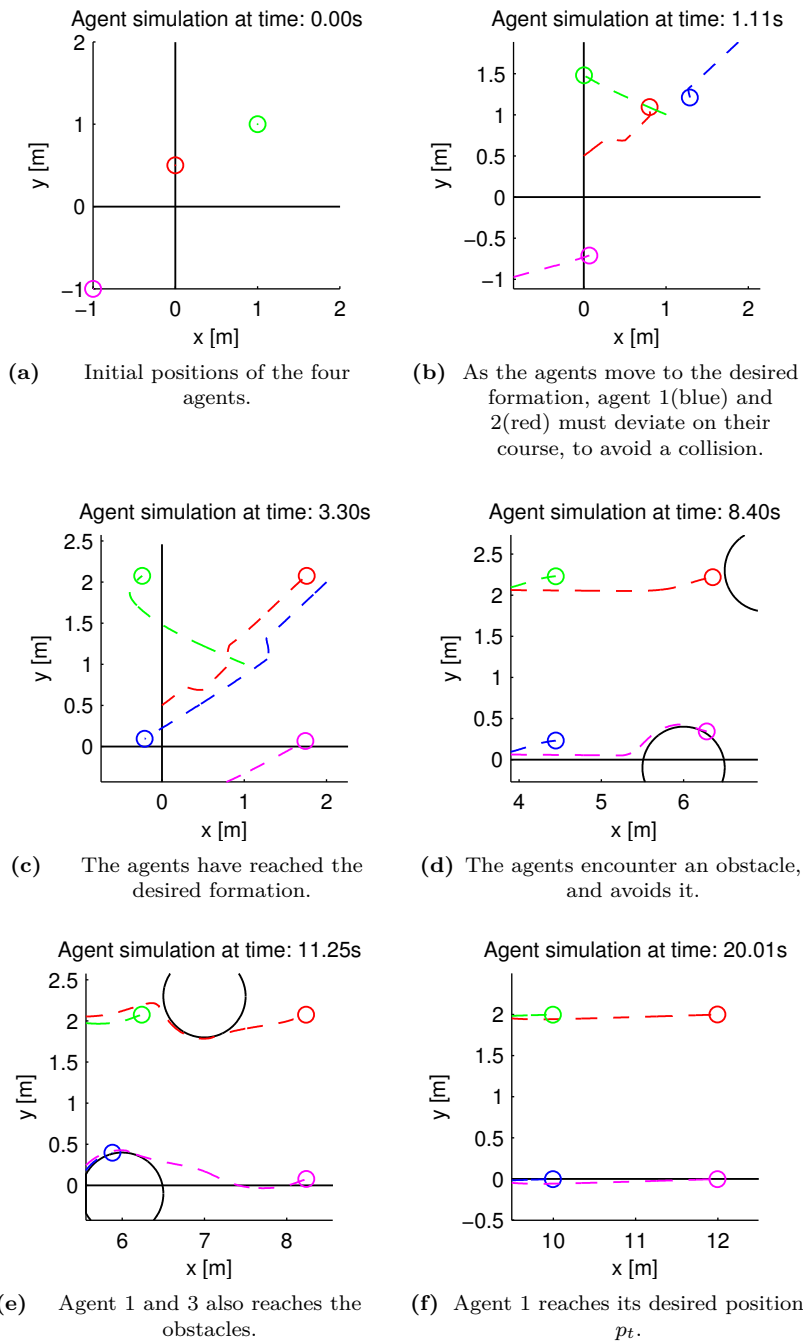 Agent simulation at time: 0.00s
2
1
0
−1
−1
0
1
2
y [m]
x [m]
(a) Initial positions of the four
agents.
Agent simulation at time: 1.11s
1.5
1
0.5
0
−0.5
−1
0
1
2
y [m]
x [m]
(b) As the agents move to the desired
formation, agent 1(blue) and
2(red) must deviate on their
course, to avoid a collision.
Agent simulation at time: 3.30s
2.5
2
1.5
1
0.5
0
0
1
2
y [m]
x [m]
(c) The agents have reached the
desired formation.
Agent simulation at time: 8.40s
2.5
2
1.5
1
0.5
0
4
5
6
y [m]
x [m]
(d) The agents encounter an obstacle,
and avoids it.
Agent simulation at time: 11.25s
2.5
2
1.5
1
0.5
0
6
7
8
y [m]
x [m]
(e) Agent 1 and 3 also reaches the
obstacles.
Agent simulation at time: 20.01s
2
1.5
1
0.5
0
−0.5
10
11
12
y [m]
x [m]
(f) Agent 1 reaches its desired position
p_t.